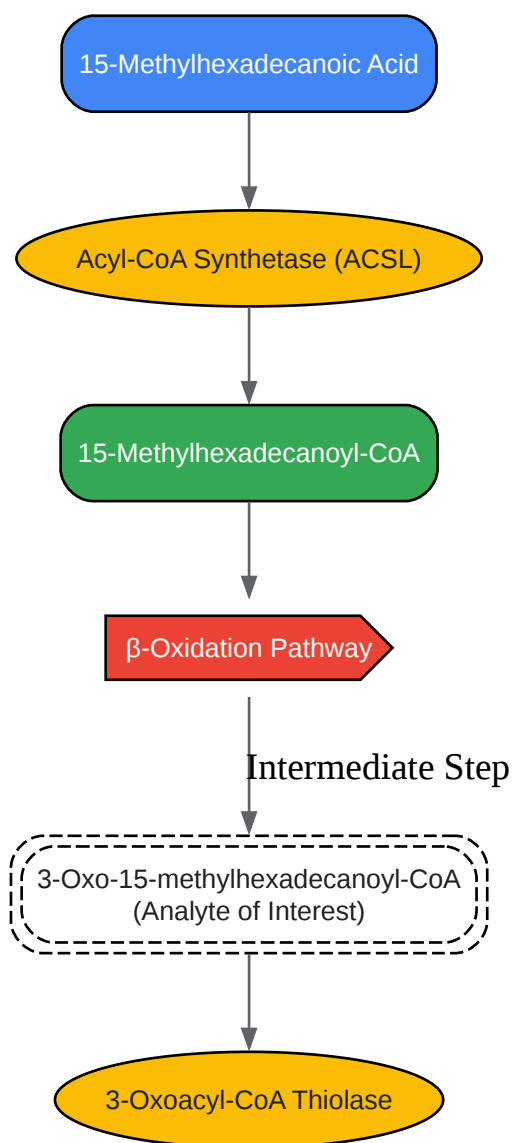 15-Methylhexadecanoic Acid
Acyl-CoA Synthetase (ACSL)
15-Methylhexadecanoyl-CoA
β-Oxidation Pathway
Intermediate Step
3-Oxo-15-methylhexadecanoyl-CoA
(Analyte of Interest)
3-Oxoacyl-CoA Thiolase